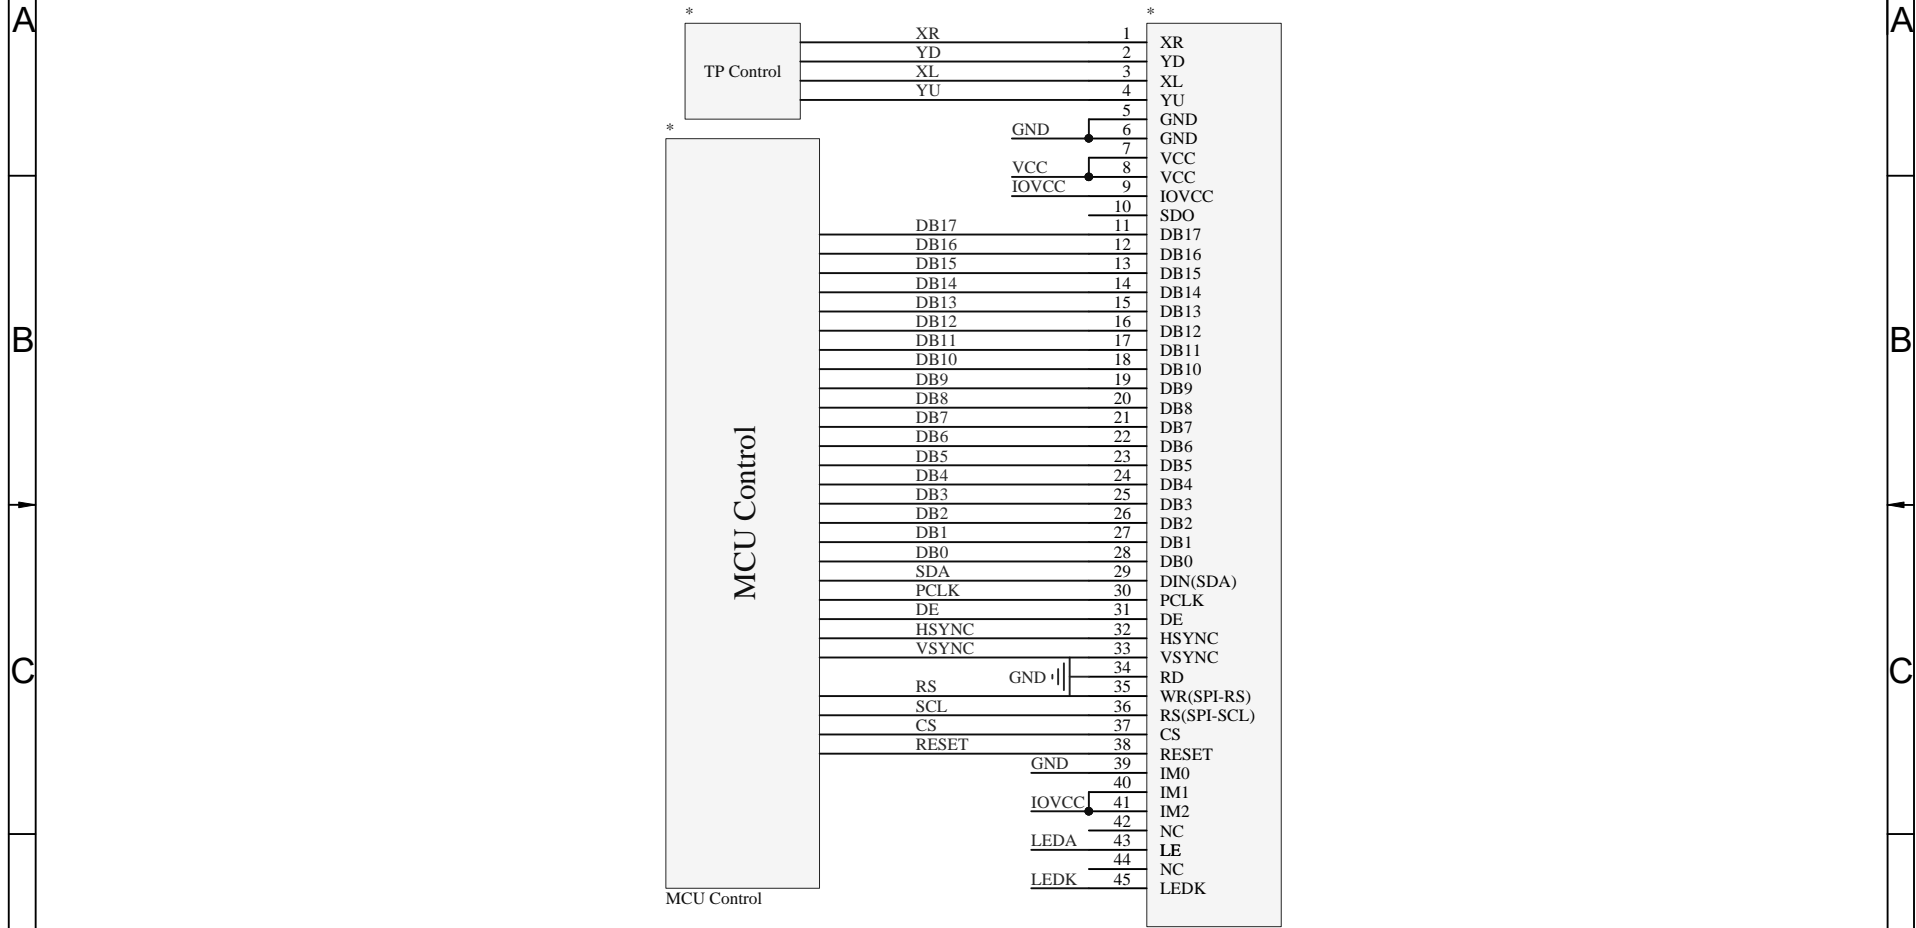 A
A
*
*
TP Control
XR 1 XR
YD 2 YD
XL 3 XL
YU 4 YU
5 GND
*
GND 6 GND
7 VCC
VCC 8 VCC
IOVCC 9 IOVCC
10 SDO
DB17 11 DB17
DB16 12 DB16
DB15 13 DB15
DB14 14 DB14
DB13 15 DB13
DB12 16 DB12
B
B
DB11 17 DB11
DB10 18 DB10
DB9 19 DB9
DB8 20 DB8
DB7 21 DB7
DB6 22 DB6
DB5 23 DB5
DB4 24 DB4
MCU Control
DB3 25 DB3
DB2 26 DB2
DB1 27 DB1
DB0 28 DB0
SDA 29 DIN(SDA)
PCLK 30 PCLK
DE 31 DE
HSYNC 32 HSYNC
VSYNC 33 VSYNC
C
C
GND 34 RD
RS 35 WR(SPI-RS)
SCL 36 RS(SPI-SCL)
CS 37 CS
RESET 38 RESET
GND 39 IM0
40 IM1
IOVCC 41 IM2
42 NC
LEDA 43 LE
44 NC
LEDK 45 LEDK
MCU Control